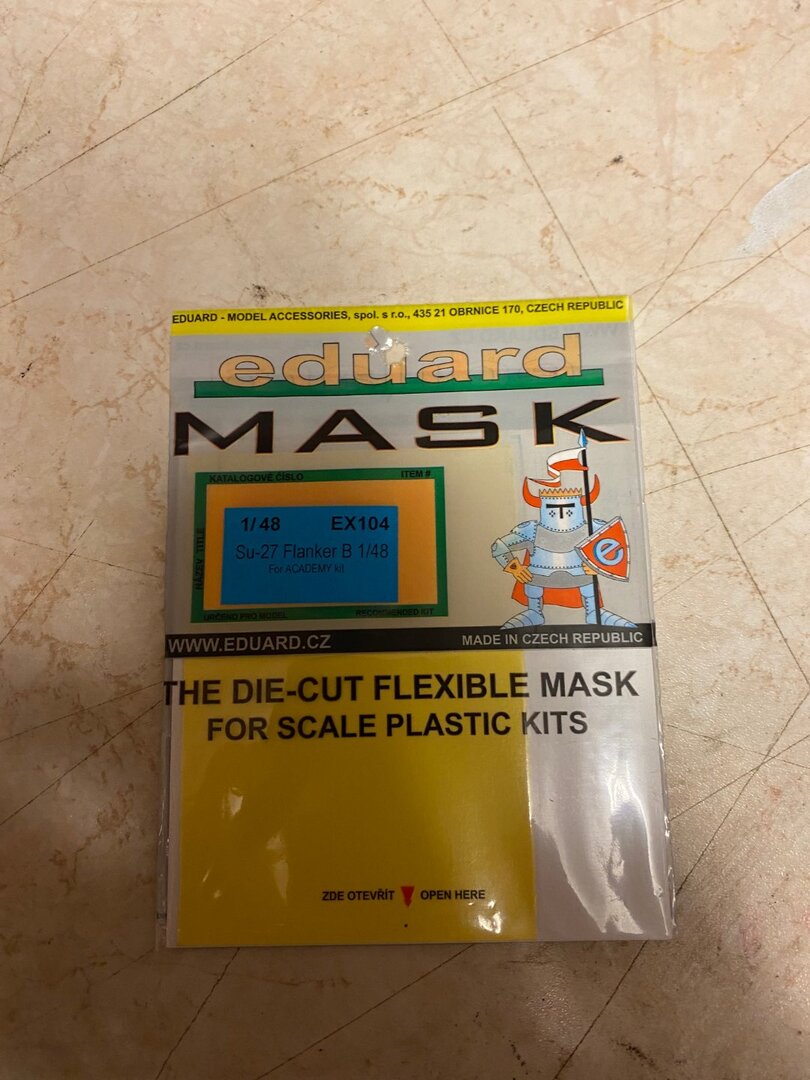 EDUARD - MODEL ACCESSORIES, spol. s r.o., 435 21 OBRNICE 170, CZECH REPUBLIC
eduard
MASK
KATALOGOVÉ ČÍSLO ITEM #
NÁZEV TITLE
1/48 EX104
Su-27 Flanker B 1/48
For ACADEMY kit
URČENO PRO MODEL RECOMMENDED KIT
e
WWW.EDUARD.CZ MADE IN CZECH REPUBLIC
THE DIE-CUT FLEXIBLE MASK
FOR SCALE PLASTIC KITS
ZDE OTEVŘÍT OPEN HERE